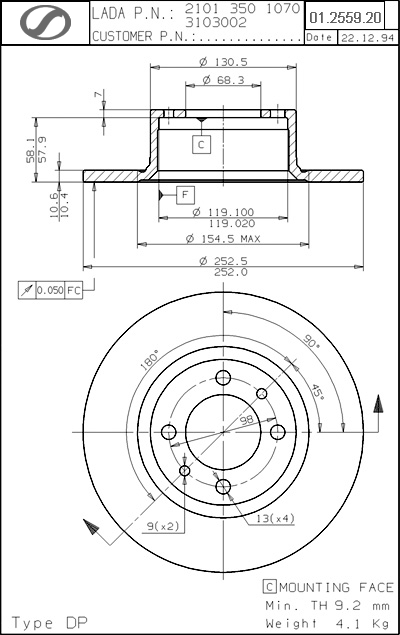 LADA P.N.: 2101 350 1070
3103002
CUSTOMER P.N.:..............
01.2559.20
Date 22.12.94
Ø 130.5
Ø 68.3
7
C
58.1
57.9
F
10.6
10.4
Ø 119.100
119.020
Ø 154.5 MAX
Ø 252.5
252.0
0.050 FC
90°
180°
45°
98
9(x2)
13(x4)
C MOUNTING FACE
Min. TH 9.2 mm
Type DP
Weight 4.1 Kg